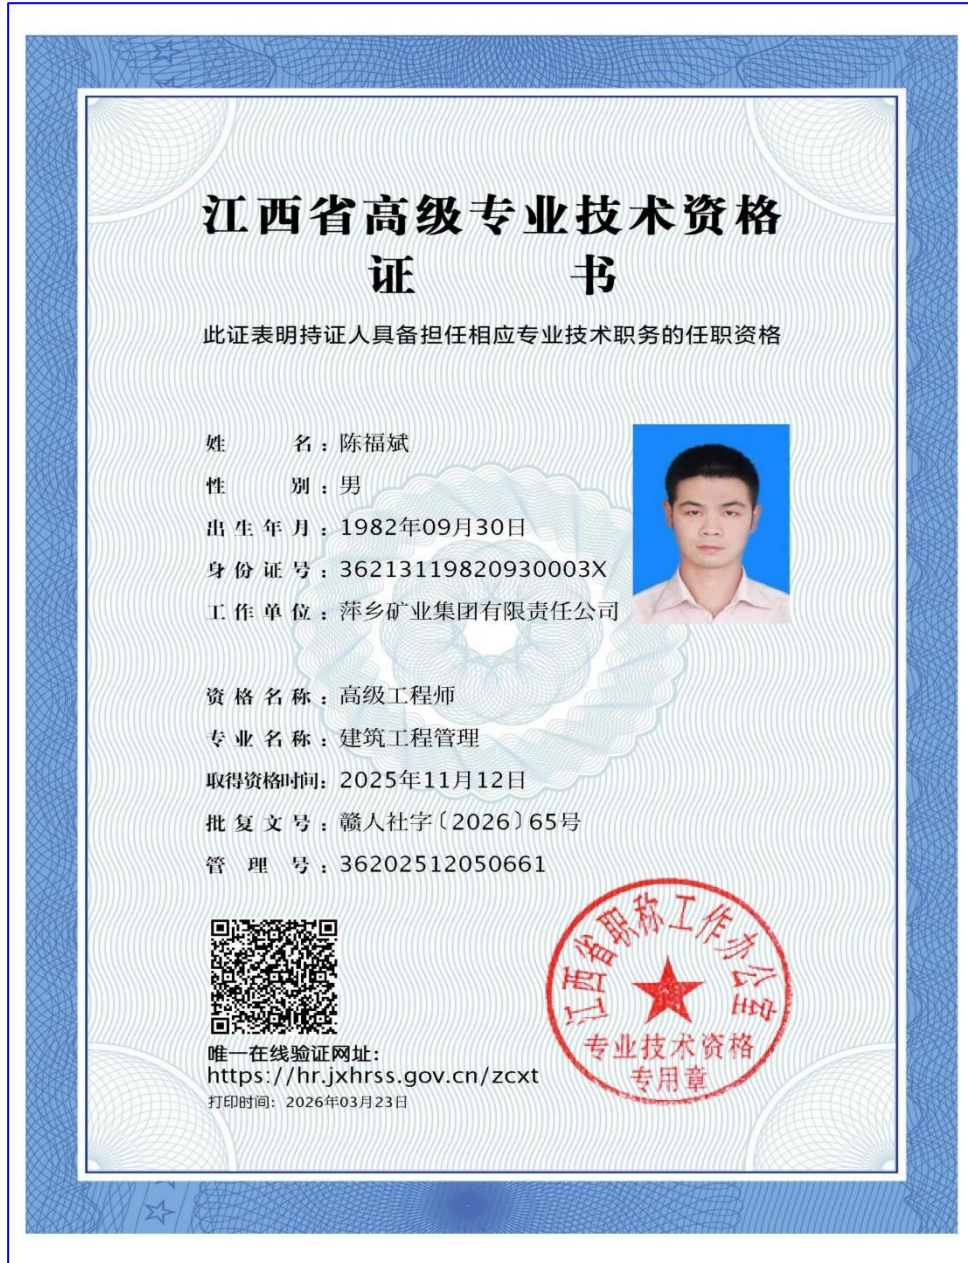 江西省高级专业技术资格
证 书
此证表明持证人具备担任相应专业技术职务的任职资格
姓 名：陈福斌
性 别：男
出生年月：1982年09月30日
身份证号：36213119820930003X
工作单位：萍乡矿业集团有限责任公司
资格名称：高级工程师
专业名称：建筑工程管理
取得资格时间：2025年11月12日
批复文号：赣人社字〔2026〕65号
管理号：36202512050661
江西省职称工作办公室
专业技术资格
专用章
唯一在线验证网址：
https://hr.jxhrss.gov.cn/zcxt
打印时间：2026年03月23日